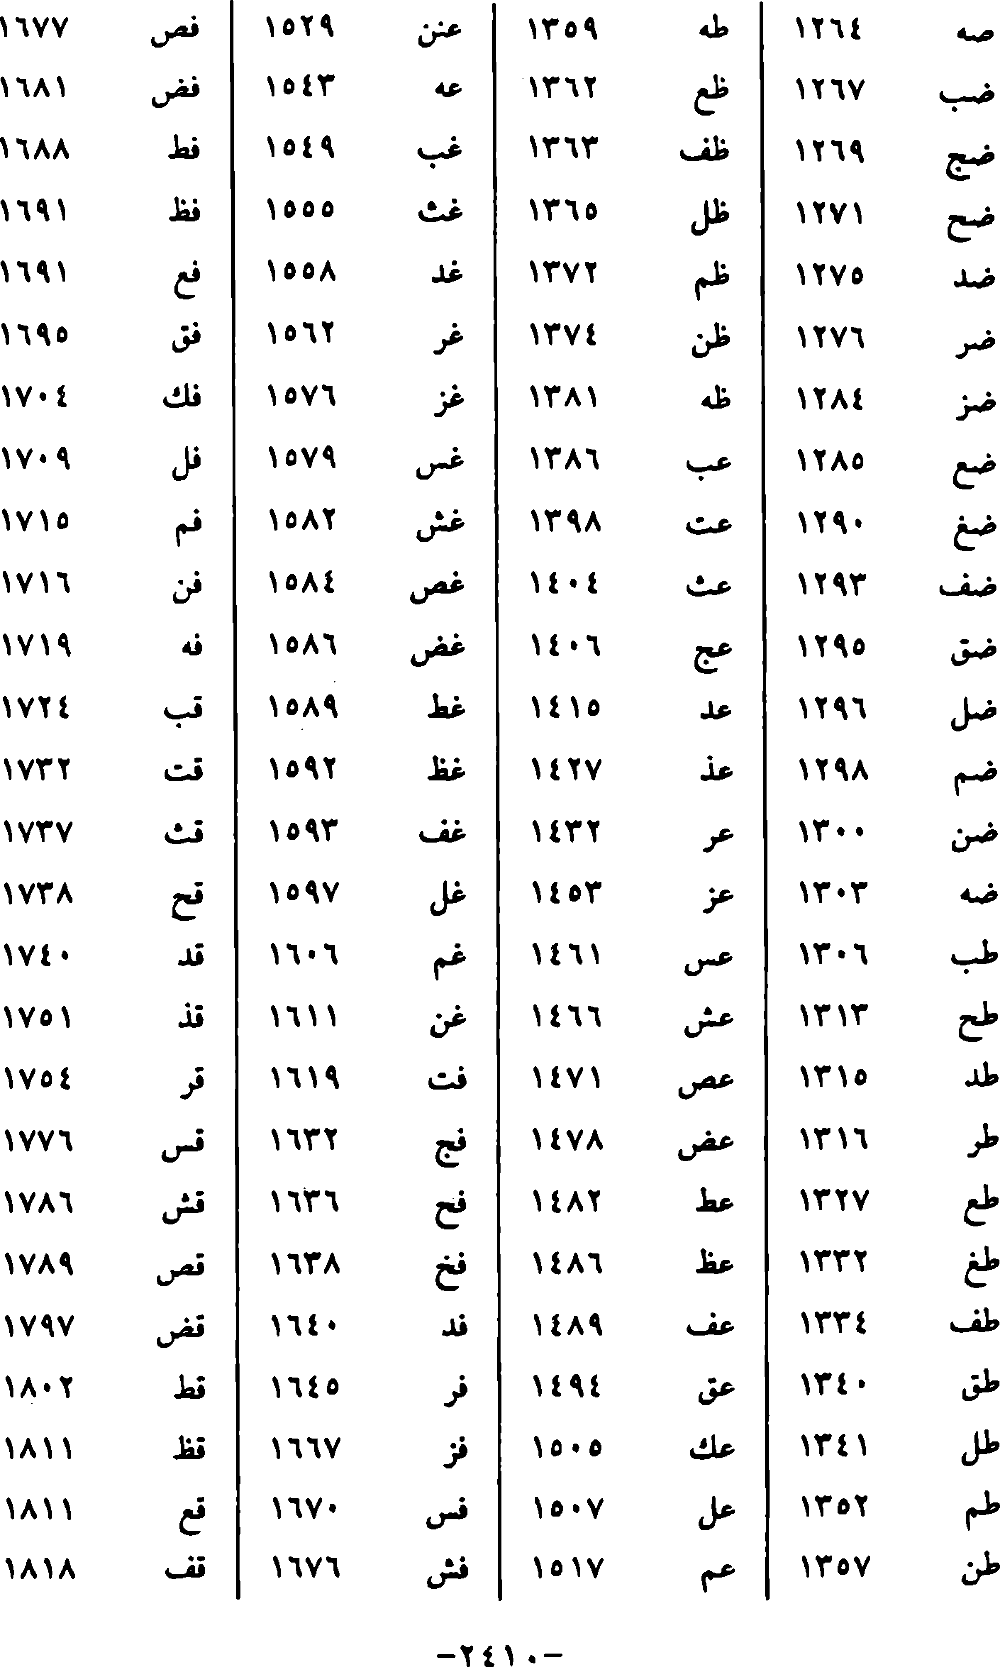 صه ١٢٦٤
ضب ١٢٦٧
ضج ١٢٦٩
ضح ١٢٧١
ضد ١٢٧٥
ضر ١٢٧٦
ضز ١٢٨٤
ضع ١٢٨٥
ضغ ١٢٩٠
ضف ١٢٩٣
ضق ١٢٩٥
ضل ١٢٩٦
ضم ١٢٩٨
ضن ١٣٠٠
ضه ١٣٠٣
طب ١٣٠٦
طح ١٣١٣
طد ١٣١٥
طر ١٣١٦
طع ١٣٢٧
طغ ١٣٣٢
طف ١٣٣٤
طق ١٣٤٠
طل ١٣٤١
طم ١٣٥٢
طن ١٣٥٧
طه ١٣٥٩
ظع ١٣٦٢
ظف ١٣٦٣
ظل ١٣٦٥
ظم ١٣٧٢
ظن ١٣٧٤
ظه ١٣٨١
عب ١٣٨٦
عت ١٣٩٨
عث ١٤٠٤
عج ١٤٠٦
عد ١٤١٥
عذ ١٤٢٧
عر ١٤٣٢
عز ١٤٥٣
عس ١٤٦١
عش ١٤٦٦
عص ١٤٧١
عض ١٤٧٨
عط ١٤٨٢
عظ ١٤٨٦
عف ١٤٨٩
عق ١٤٩٤
عك ١٥٠٥
عل ١٥٠٧
عم ١٥١٧
عنن ١٥٢٩
عه ١٥٤٣
غب ١٥٤٩
غث ١٥٥٥
غد ١٥٥٨
غر ١٥٦٢
غز ١٥٧٦
غس ١٥٧٩
غش ١٥٨٢
غص ١٥٨٤
غض ١٥٨٦
غط ١٥٨٩
غظ ١٥٩٢
غف ١٥٩٣
غل ١٥٩٧
غم ١٦٠٦
غن ١٦١١
فت ١٦١٩
فج ١٦٣٢
فح ١٦٣٦
فخ ١٦٣٨
فد ١٦٤٠
فر ١٦٤٥
فز ١٦٦٧
فس ١٦٧٠
فش ١٦٧٦
فص ١٦٧٧
فض ١٦٨١
فط ١٦٨٨
فظ ١٦٩١
فع ١٦٩١
فق ١٦٩٥
فك ١٧٠٤
فل ١٧٠٩
فم ١٧١٥
فن ١٧١٦
فه ١٧١٩
قب ١٧٢٤
قت ١٧٣٢
قث ١٧٣٧
قح ١٧٣٨
قد ١٧٤٠
قذ ١٧٥١
قر ١٧٥٤
قس ١٧٧٦
قش ١٧٨٦
قص ١٧٨٩
قض ١٧٩٧
قط ١٨٠٢
قظ ١٨١١
قع ١٨١١
قف ١٨١٨
-٢٤١٠-